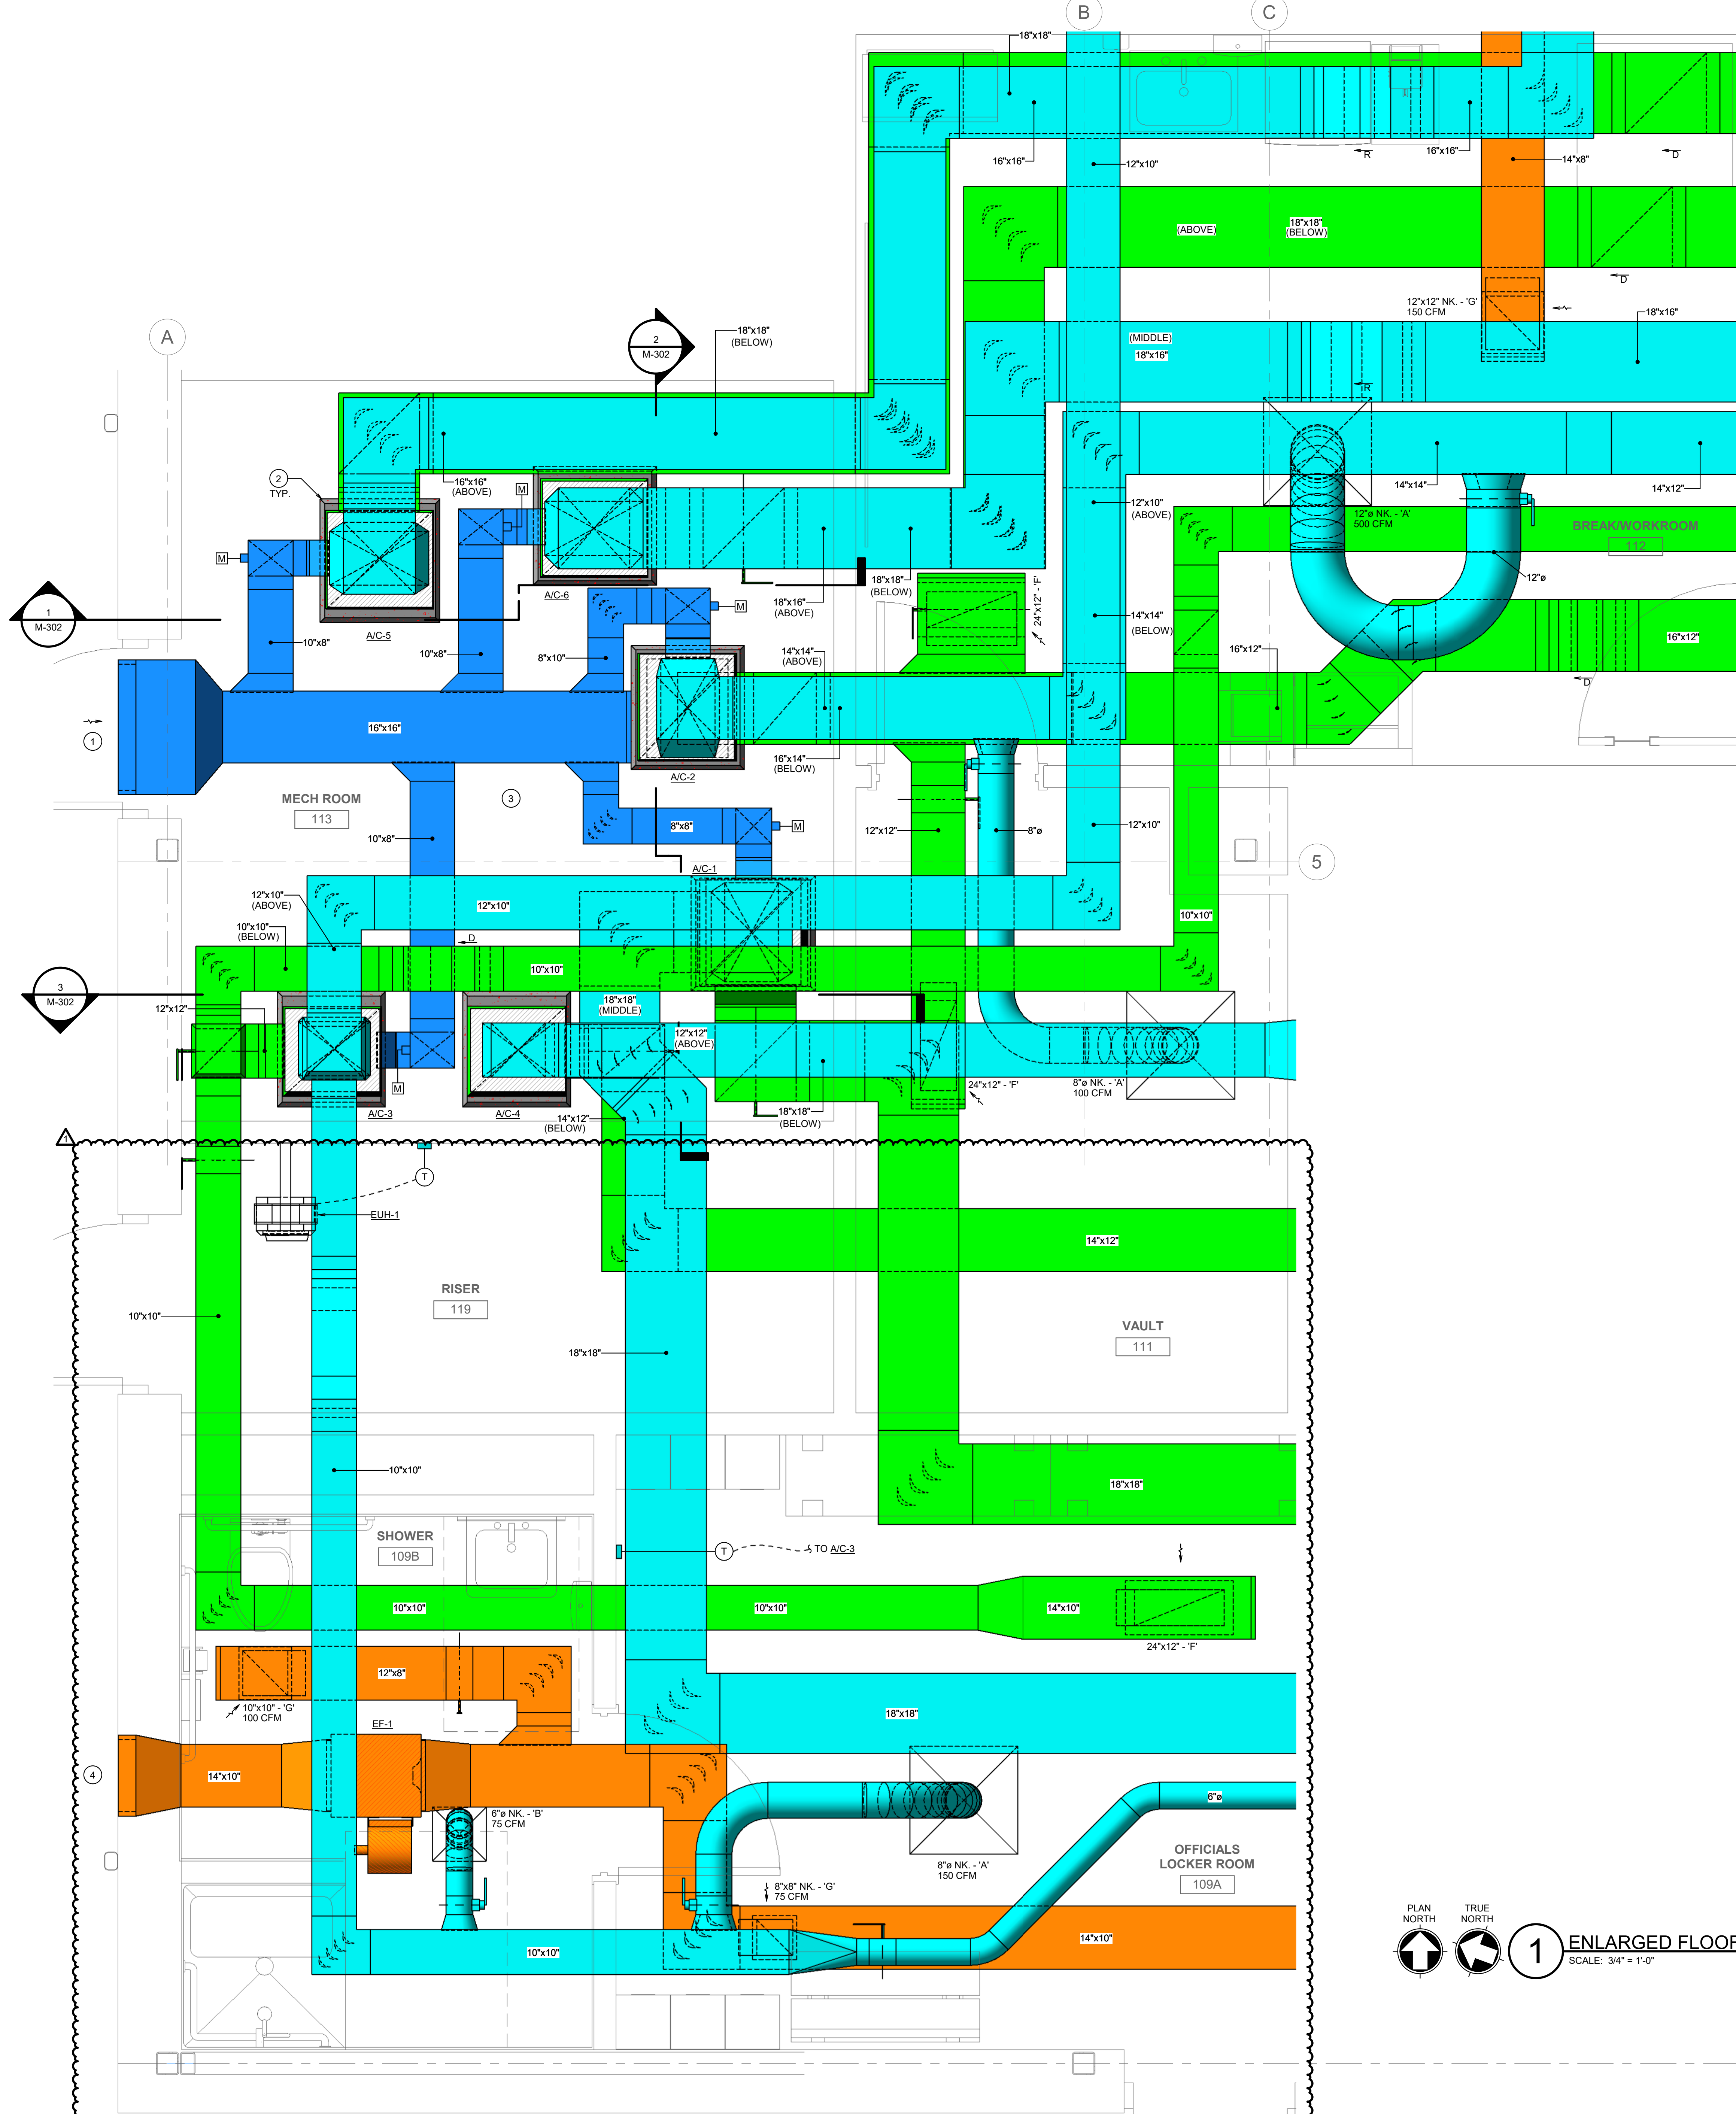 B
C
18"x18"
16"x16"
12"x10"
R
16"x16"
14"x8"
D
(ABOVE)
18"x18"
(BELOW)
D
12"x12" NK. - 'G'
150 CFM
18"x16"
A
2
M-302
18"x18"
(BELOW)
(MIDDLE)
18"x16"
R
2
TYP.
16"x16"
(ABOVE)
M
12"x10"
(ABOVE)
14"x14"
14"x12"
12"ø NK. - 'A'
500 CFM
BREAK/WORKROOM
112
M
12"ø
1
M-302
A/C-5
A/C-6
18"x16"
(ABOVE)
18"x18"
(BELOW)
24"x12" - 'F'
M
14"x14"
(BELOW)
16"x12"
10"x8"
10"x8"
8"x10"
14"x14"
(ABOVE)
16"x12"
D
1
16"x16"
16"x14"
(BELOW)
A/C-2
MECH ROOM
113
3
10"x8"
8"x8"
M
12"x12"
8"ø
12"x10"
5
A/C-1
12"x10"
(ABOVE)
12"x10"
10"x10"
10"x10"
(BELOW)
D
10"x10"
3
M-302
12"x12"
18"x18"
(MIDDLE)
12"x12"
(ABOVE)
M
24"x12" - 'F'
8"ø NK. - 'A'
100 CFM
A/C-3
A/C-4
14"x12"
(BELOW)
18"x18"
(BELOW)
1
T
EUH-1
14"x12"
RISER
119
10"x10"
VAULT
111
18"x18"
10"x10"
18"x18"
SHOWER
109B
T
TO A/C-3
10"x10"
10"x10"
14"x10"
24"x12" - 'F'
12"x8"
10"x10" - 'G'
100 CFM
EF-1
18"x18"
4
14"x10"
6"ø NK. - 'B'
75 CFM
6"ø
OFFICIALS
LOCKER ROOM
109A
8"ø NK. - 'A'
150 CFM
8"x8" NK. - 'G'
75 CFM
PLAN
NORTH
TRUE
NORTH
10"x10"
14"x10"
1
ENLARGED FLOOR
SCALE: 3/4" = 1'-0"